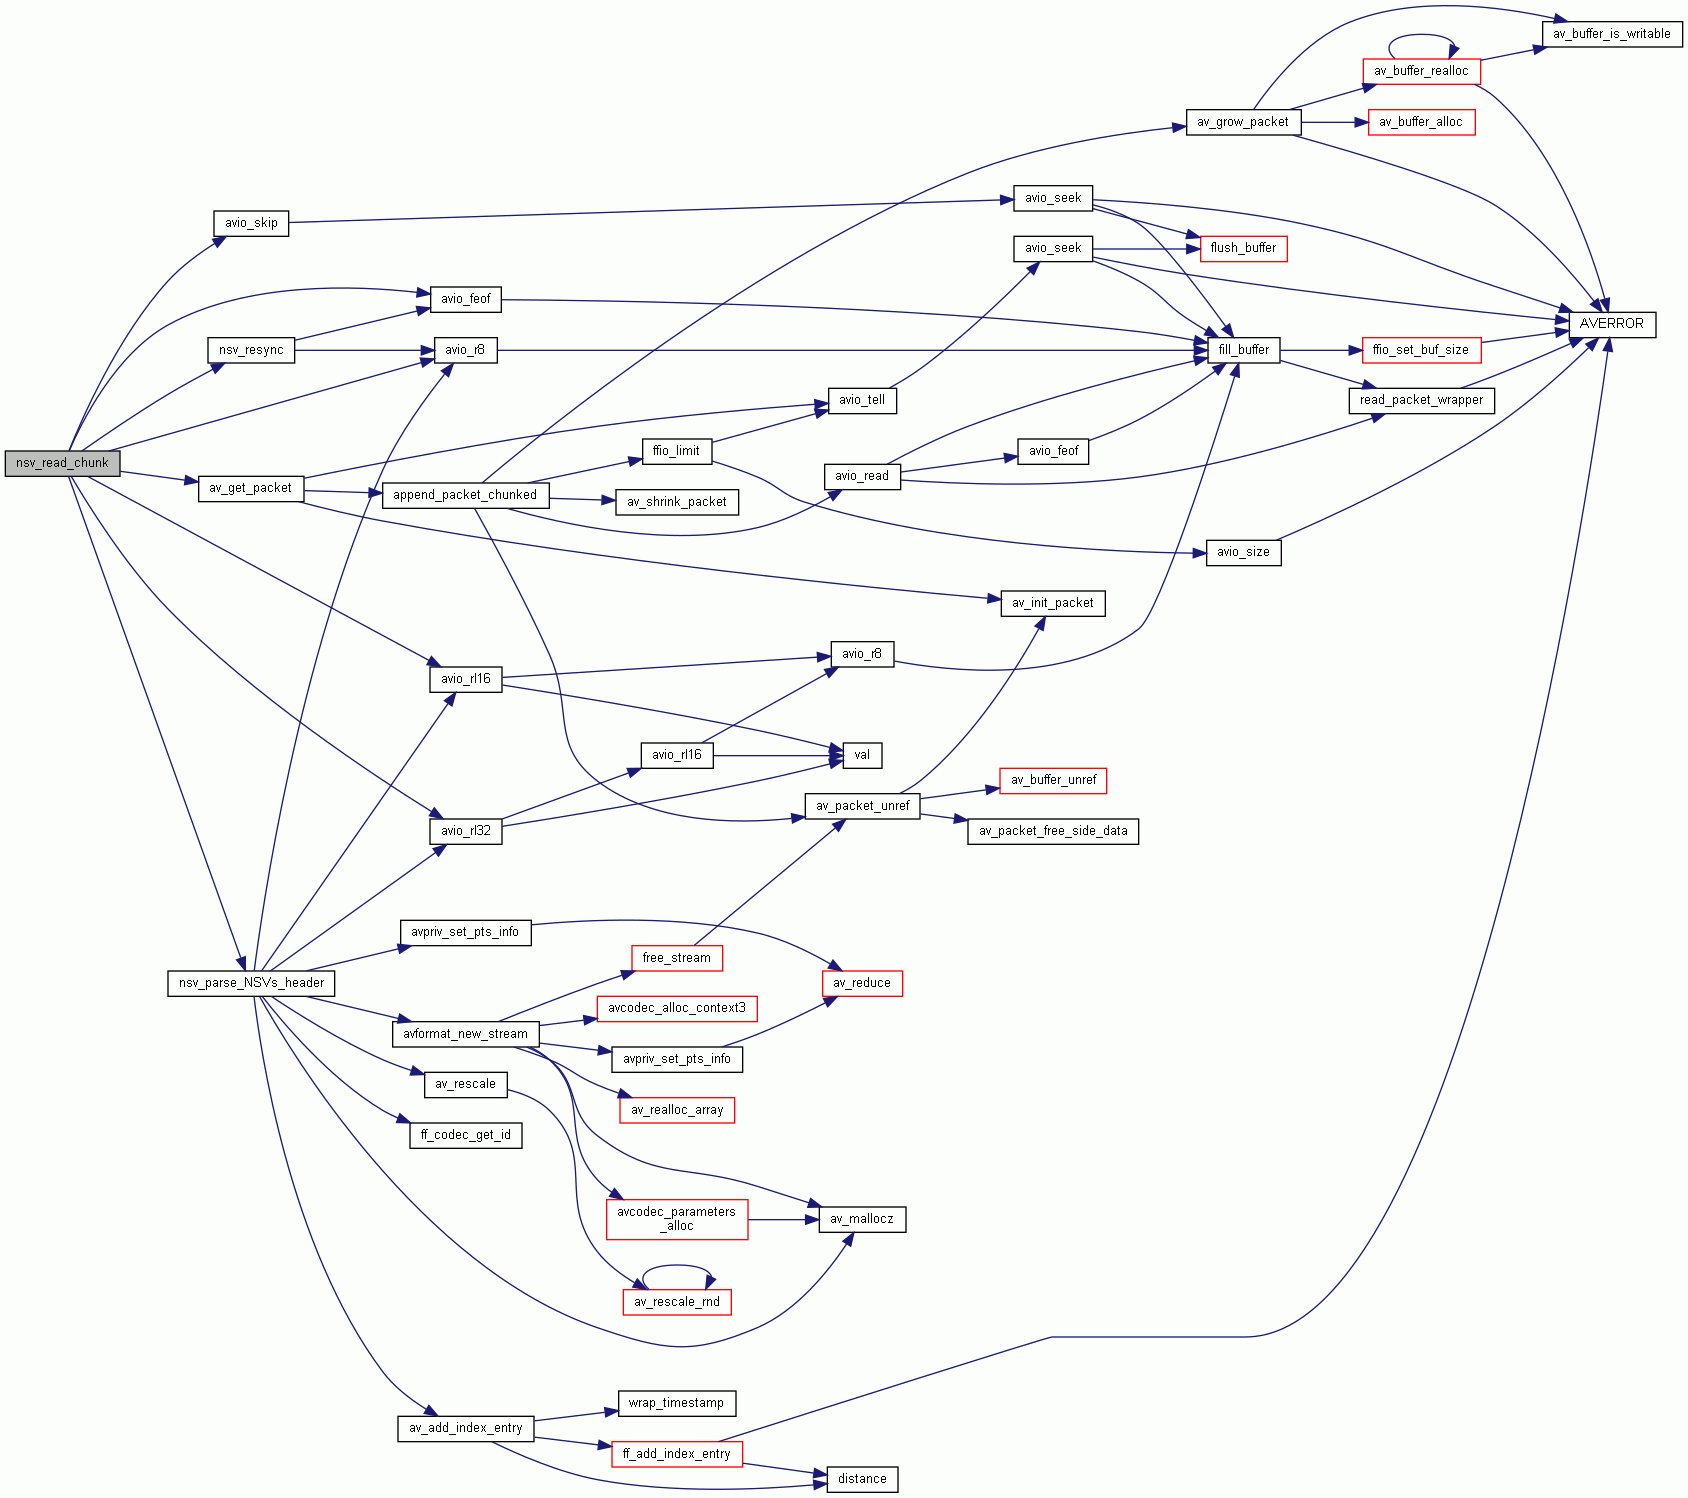 av_buffer_is_writable
av_buffer_realloc
av_grow_packet
av_buffer_alloc
avio_seek
avio_skip
avio_seek
flush_buffer
avio_feof
AVERROR
nsv_resync
avio_r8
fill_buffer
ffio_set_buf_size
avio_tell
read_packet_wrapper
ffio_limit
avio_feof
nsv_read_chunk
avio_read
av_get_packet
append_packet_chunked
av_shrink_packet
avio_size
av_init_packet
avio_r8
avio_rl16
avio_rl16
val
av_buffer_unref
av_packet_unref
avio_rl32
av_packet_free_side_data
avpriv_set_pts_info
free_stream
nsv_parse_NSVs_header
av_reduce
avcodec_alloc_context3
avformat_new_stream
avpriv_set_pts_info
av_rescale
av_realloc_array
ff_codec_get_id
avcodec_parameters
_alloc
av_mallocz
av_rescale_rnd
wrap_timestamp
av_add_index_entry
ff_add_index_entry
distance